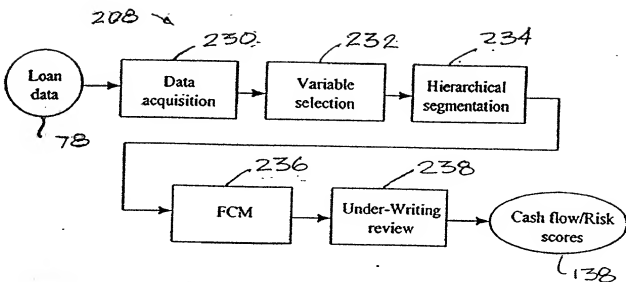 208
230
232
234
Loan
data
Data
acquisition
Variable
selection
Hierarchical
segmentation
78
236
238
FCM
Under-Writing
review
Cash flow/Risk
scores
138